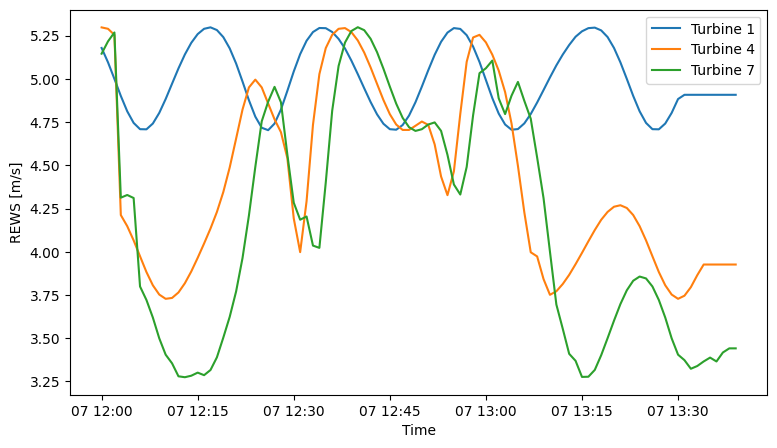 Turbine 1
Turbine 4
Turbine 7
REWS [m/s]
5.25
5.00
4.75
4.50
4.25
4.00
3.75
3.50
3.25
07 12:00 07 12:15 07 12:30 07 12:45 07 13:00 07 13:15 07 13:30
Time